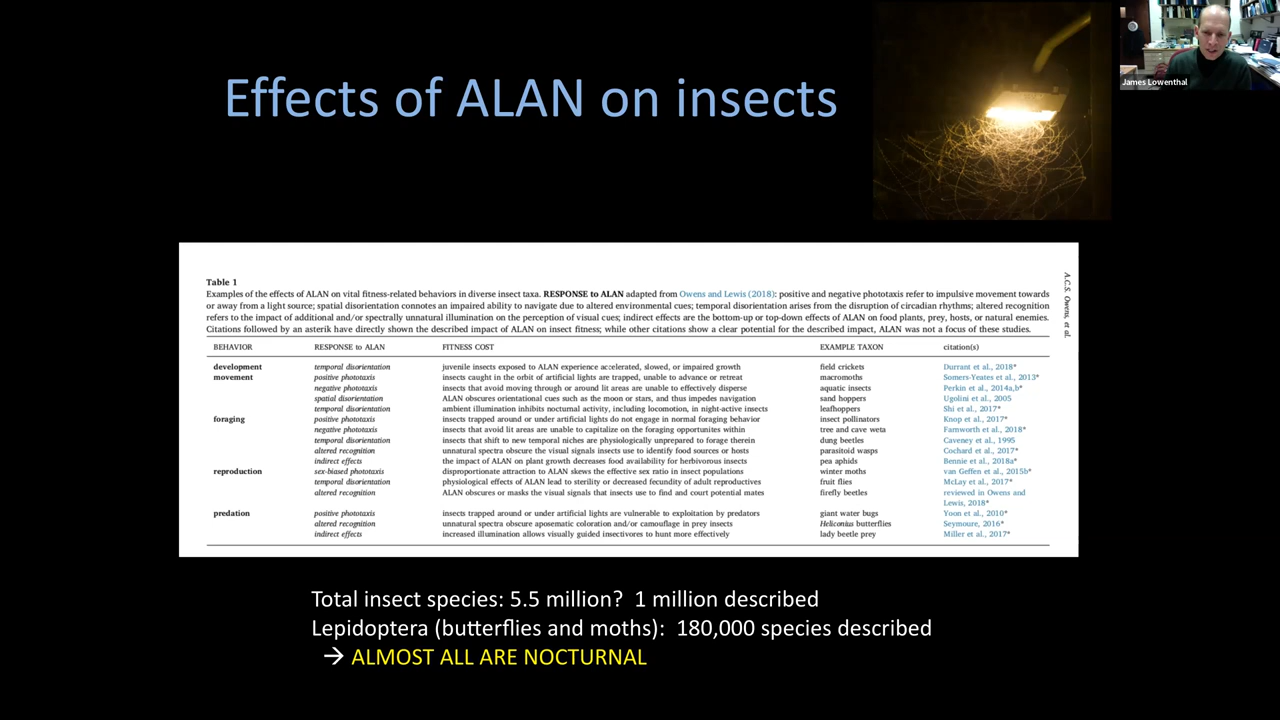 Effects of ALAN on insects
James Lowenthal
Table 1
Examples of the effects of ALAN on vital fitness-related behaviors in diverse insect taxa. RESPONSE to ALAN adapted from Owens and Lewis (2018): positive and negative phototaxis refer to impulsive movement towards
or away from a light source; spatial disorientation connotes an impaired ability to navigate due to altered environmental cues; temporal disorientation arises from the disruption of circadian rhythms; altered recognition
refers to the impact of additional and/or spectrally unnatural illumination on the perception of visual cues; indirect effects are the bottom-up or top-down effects of ALAN on food plants, prey, hosts, or natural enemies.
Citations followed by an asterik have directly shown the described impact of ALAN on insect fitness; while other citations show a clear potential for the described impact, ALAN was not a focus of these studies.
A.C.S. Owens, et al.
BEHAVIOR RESPONSE to ALAN FITNESS COST EXAMPLE TAXON citation(s)
development temporal disorientation juvenile insects exposed to ALAN experience accelerated, slowed, or impaired growth field crickets Durrant et al., 2018*
movement positive phototaxis insects caught in the orbit of artificial lights are trapped, unable to advance or retreat macromoths Somers-Yeates et al., 2013*
negative phototaxis insects that avoid moving through or around lit areas are unable to effectively disperse aquatic insects Perkin et al., 2014a,b*
spatial disorientation ALAN obscures orientational cues such as the moon or stars, and thus impedes navigation sand hoppers Ugolini et al., 2005
temporal disorientation ambient illumination inhibits nocturnal activity, including locomotion, in night-active insects leafhoppers Shi et al., 2017*
foraging positive phototaxis insects trapped around or under artificial lights do not engage in normal foraging behavior insect pollinators Knop et al., 2017*
negative phototaxis insects that avoid lit areas are unable to capitalize on the foraging opportunites within tree and cave weta Farnworth et al., 2018*
temporal disorientation insects that shift to new temporal niches are physiologically unprepared to forage therein dung beetles Caveney et al., 1995
altered recognition unnatural spectra obscure the visual signals insects use to identify food sources or hosts parasitoid wasps Cochard et al., 2017*
indirect effects the impact of ALAN on plant growth decreases food availability for herbivorous insects pea aphids Bennie et al., 2018a*
reproduction sex-biased phototaxis disproportionate attraction to ALAN skews the effective sex ratio in insect populations winter moths van Geffen et al., 2015b*
temporal disorientation physiological effects of ALAN lead to sterility or decreased fecundity of adult reproductives fruit flies McLay et al., 2017*
altered recognition ALAN obscures or masks the visual signals that insects use to find and court potential mates firefly beetles reviewed in Owens and
Lewis, 2018*
predation positive phototaxis insects trapped around or under artificial lights are vulnerable to exploitation by predators giant water bugs Yoon et al., 2010*
altered recognition unnatural spectra obscure aposematic coloration and/or camouflage in prey insects Heliconius butterflies Seymoure, 2016*
indirect effects increased illumination allows visually guided insectivores to hunt more effectively lady beetle prey Miller et al., 2017*
Total insect species: 5.5 million? 1 million described
Lepidoptera (butterflies and moths): 180,000 species described
→ ALMOST ALL ARE NOCTURNAL